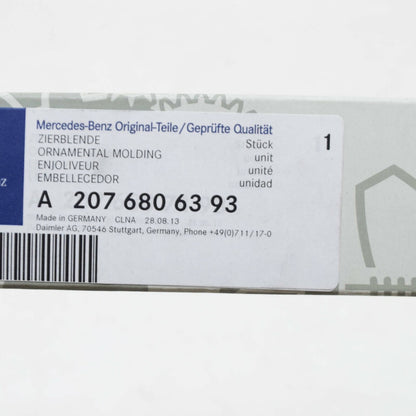 Mercedes-Benz Original-Teile/Geprüfte Qualität
ZIERBLENDE Stück 1
ORNAMENTAL MOLDING unit
ENJOLIVEUR unité
EMBELLECEDOR unidad
A 207 680 63 93
Made in GERMANY CLNA 28.08.13
Daimler AG, 70546 Stuttgart, Germany, Phone +49(0)711/17-0